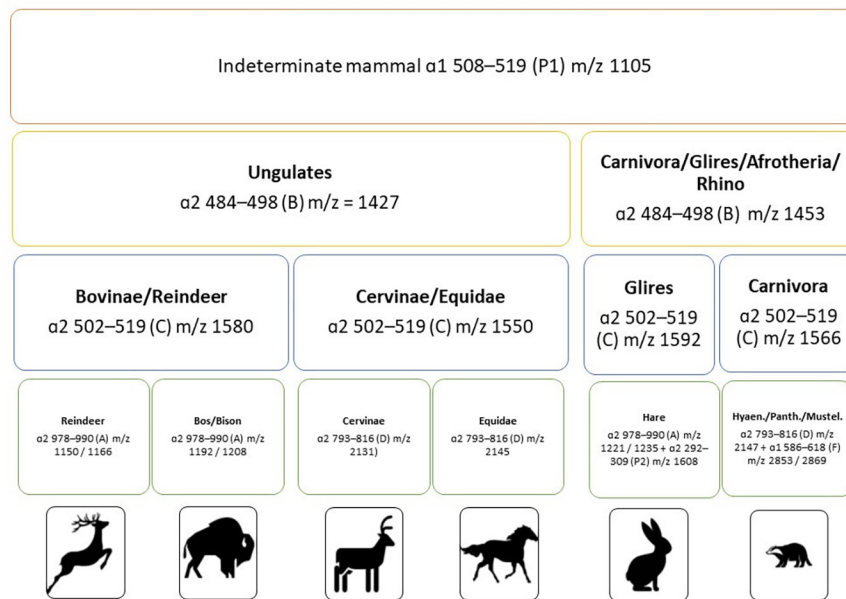 Indeterminate mammal α1 508–519 (P1) m/z 1105
Ungulates
α2 484–498 (B) m/z = 1427
Carnivora/Glires/Afrotheria/
Rhino
α2 484–498 (B) m/z 1453
Bovinae/Reindeer
α2 502–519 (C) m/z 1580
Cervinae/Equidae
α2 502–519 (C) m/z 1550
Glires
α2 502–519
(C) m/z 1592
Carnivora
α2 502–519
(C) m/z 1566
Reindeer
α2 978–990 (A) m/z
1150 / 1166
Bos/Bison
α2 978–990 (A) m/z
1192 / 1208
Cervinae
α2 793–816 (D) m/z
2131)
Equidae
α2 793–816 (D) m/z
2145
Hare
α2 978–990 (A) m/z
1221 / 1235 + α2 292–
309 (P2) m/z 1608
Hyaen./Panth./Mustel.
α2 793–816 (D) m/z
2147 + α1 586–618 (F)
m/z 2853 / 2869